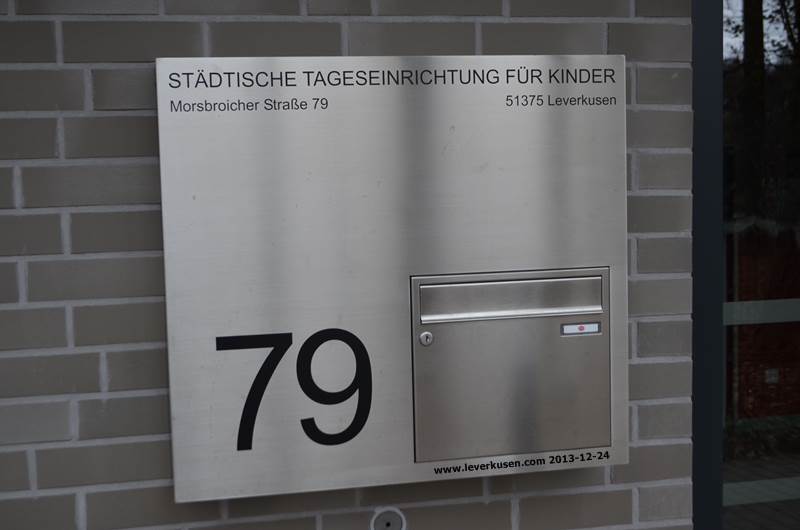 STÄDTISCHE TAGESEINRICHTUNG FÜR KINDER
Morsbroicher Straße 79 51375 Leverkusen
79
www.leverkusen.com 2013-12-24